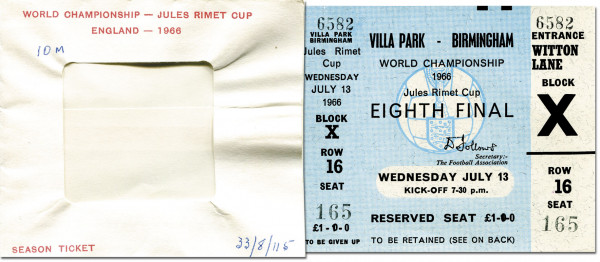 WORLD CHAMPIONSHIP — JULES RIMET CUP
ENGLAND — 1966
IDM
SEASON TICKET
33/8/115
6582
VILLA PARK
BIRMINGHAM
Jules Rimet
Cup
WEDNESDAY
JULY 13
1966
BLOCK
X
ROW
16
SEAT
165
£1-0-0
TO BE GIVEN UP
VILLA PARK - BIRMINGHAM
WORLD CHAMPIONSHIP
1966
Jules Rimet Cup
EIGHTH FINAL
D Follows
Secretary:-
The Football Association
WEDNESDAY JULY 13
KICK-OFF 7-30 p.m.
RESERVED SEAT £1-0-0
TO BE RETAINED (SEE ON BACK)
6582
ENTRANCE
WITTON
LANE
BLOCK
X
ROW
16
SEAT
165